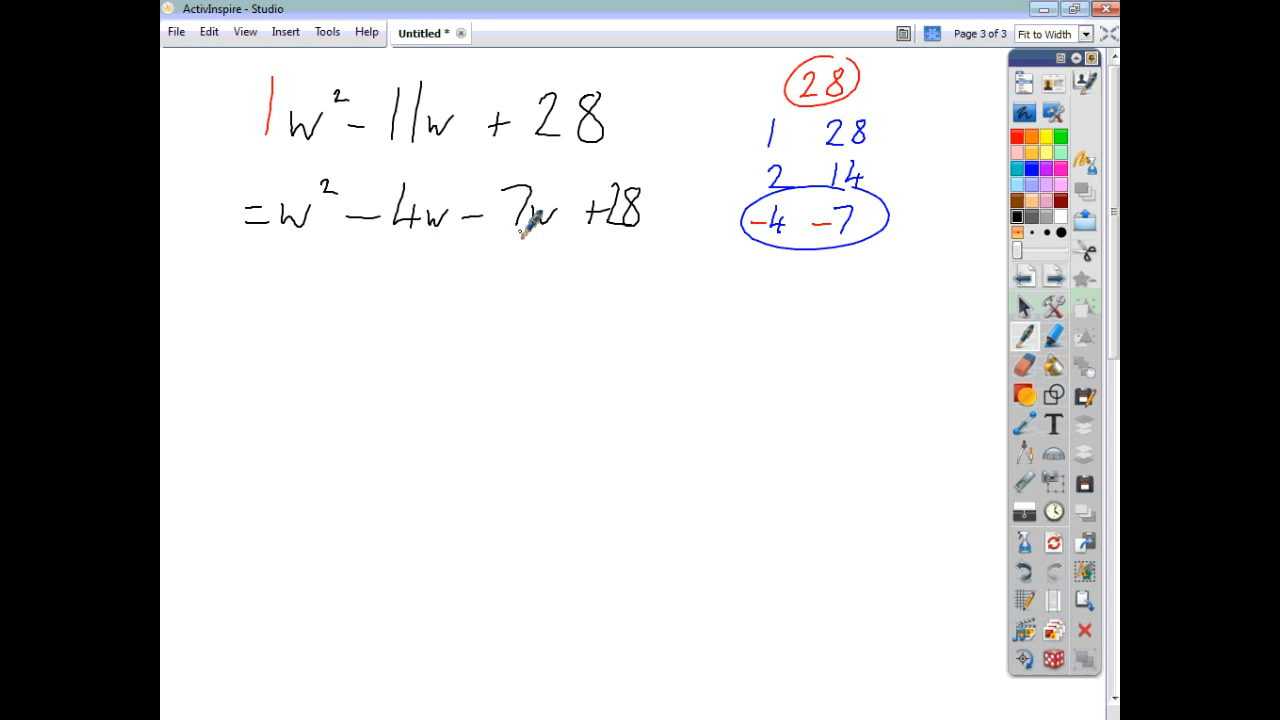 ActivInspire - Studio
File Edit View Insert Tools Help Untitled * Page 3 of 3 Fit to Width
1w² - 11w + 28
= w² - 4w - 7w + 28
28
1 28
2 14
-4 -7
T